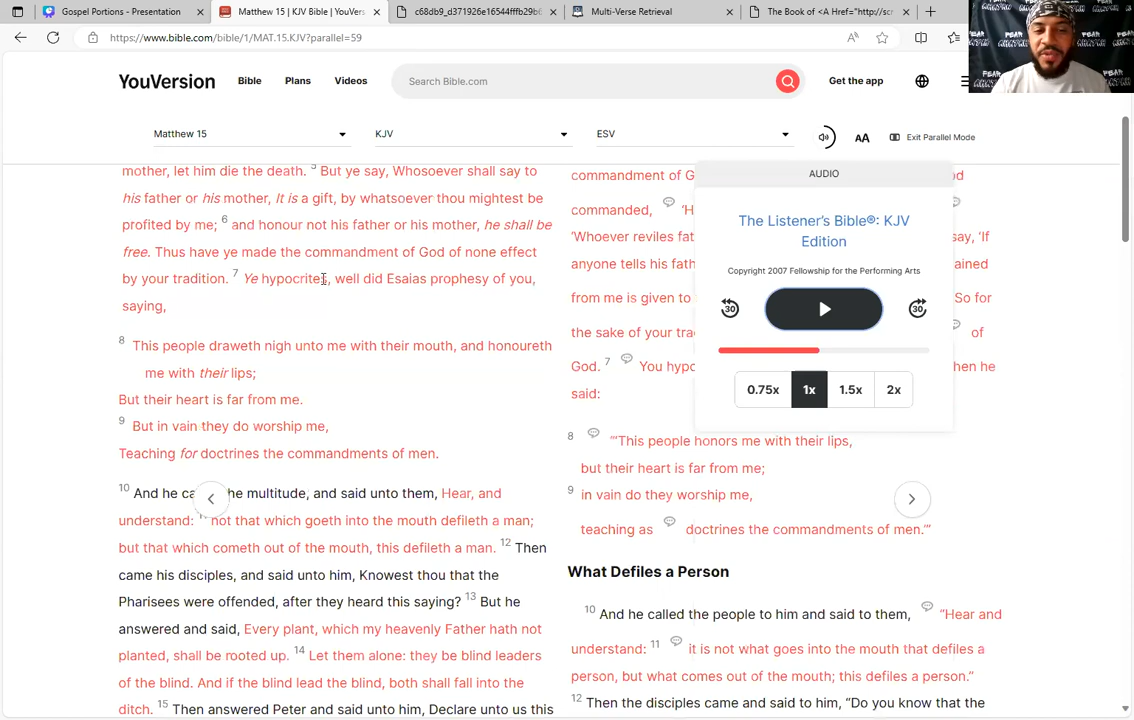 Gospel Portions - Presentation
Matthew 15 | KJV Bible | YouVers
c68db9_d371926e16544fffb29b6
Multi-Verse Retrieval
The Book of <A Href="http://scr
https://www.bible.com/bible/1/MAT.15.KJV?parallel=59
YouVersion
Bible Plans Videos
Search Bible.com
Get the app
Matthew 15
KJV
ESV
AA
Exit Parallel Mode
mother, let him die the death. 5 But ye say, Whosoever shall say to
his father or his mother, It is a gift, by whatsoever thou mightest be
profited by me; 6 and honour not his father or his mother, he shall be
free. Thus have ye made the commandment of God of none effect
by your tradition. 7 Ye hypocrites, well did Esaias prophesy of you,
saying,
8 This people draweth nigh unto me with their mouth, and honoureth
me with their lips;
But their heart is far from me.
9 But in vain they do worship me,
Teaching for doctrines the commandments of men.
10 And he ca he multitude, and said unto them, Hear, and
understand: not that which goeth into the mouth defileth a man;
but that which cometh out of the mouth, this defileth a man. 12 Then
came his disciples, and said unto him, Knowest thou that the
Pharisees were offended, after they heard this saying? 13 But he
answered and said, Every plant, which my heavenly Father hath not
planted, shall be rooted up. 14 Let them alone: they be blind leaders
of the blind. And if the blind lead the blind, both shall fall into the
ditch. 15 Then answered Peter and said unto him, Declare unto us this
commandment of G od
commanded, 'H
'Whoever reviles fat say, 'If
anyone tells his fath ained
from me is given to So for
the sake of your tra of
God. 7 You hypo hen he
said:
8 "'This people honors me with their lips,
but their heart is far from me;
9 in vain do they worship me,
teaching as doctrines the commandments of men.'"
What Defiles a Person
10 And he called the people to him and said to them, "Hear and
understand: 11 it is not what goes into the mouth that defiles a
person, but what comes out of the mouth; this defiles a person."
12 Then the disciples came and said to him, "Do you know that the
AUDIO
The Listener's Bible®: KJV
Edition
Copyright 2007 Fellowship for the Performing Arts
30
30
0.75x 1x 1.5x 2x
FEAR
FEAR